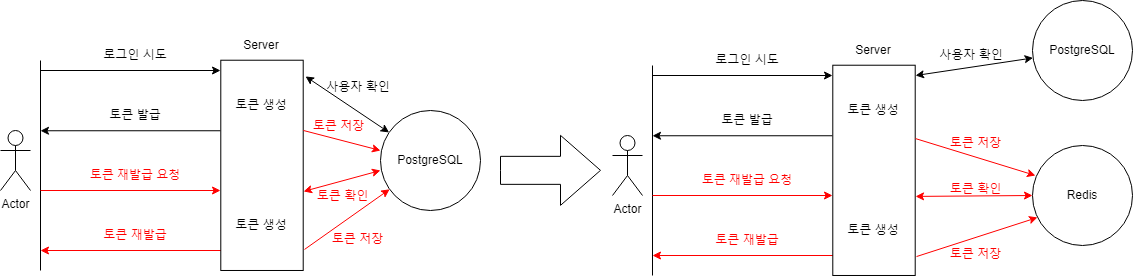 Server
로그인 시도
사용자 확인
토큰 생성
토큰 발급
토큰 저장
PostgreSQL
토큰 재발급 요청
토큰 확인
Actor
토큰 생성
토큰 재발급
토큰 저장
PostgreSQL
Server
로그인 시도
사용자 확인
토큰 생성
토큰 발급
토큰 저장
토큰 재발급 요청
토큰 확인
Redis
Actor
토큰 생성
토큰 재발급
토큰 저장